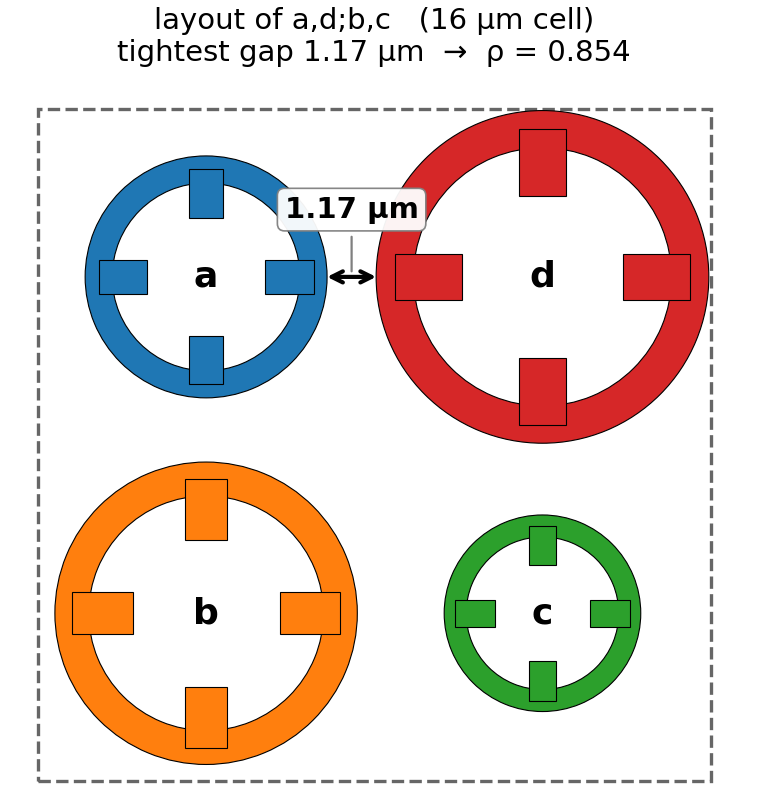 layout of a,d;b,c (16 μm cell)
tightest gap 1.17 μm → ρ = 0.854
1.17 μm
a
d
b
c